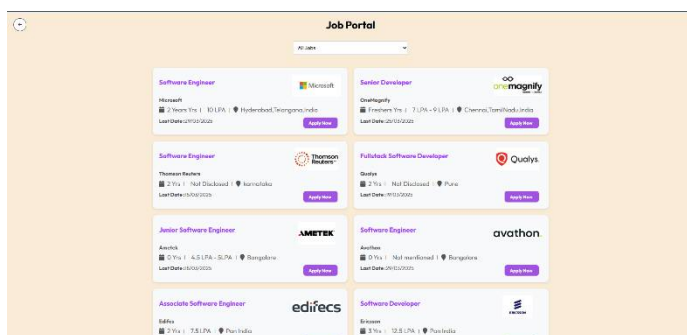 Job Portal
All Jobs
Software Engineer
Microsoft
Microsoft
2 Years Yrs | 10 LPA | Hyderabad,Telangana,India
Last Date:
Apply Now
Senior Developer
onemagnify
OneMagnify
Freshers Yrs | 7 LPA - 9 LPA | Chennai,TamilNadu,India
Last Date:
Apply Now
Software Engineer
Thomson
Reuters
Thomson Reuters
2 Yrs | Not Disclosed | karnataka
Last Date:
Apply Now
Fullstack Software Developer
Qualys.
Qualys
2 Yrs | Not Disclosed | Pune
Last Date:
Apply Now
Junior Software Engineer
AMETEK
Ametek
0 Yrs | 4.5 LPA - 5LPA | Bangalore
Last Date:
Apply Now
Software Engineer
avathon
Avathon
0 Yrs | Not mentioned | Bangalore
Last Date:
Apply Now
Associate Software Engineer
edifecs
2 Yrs | 7.5 LPA | Pan India
Software Developer
ERICSSON
Ericsson
3 Yrs | 12.5 LPA | Pan India